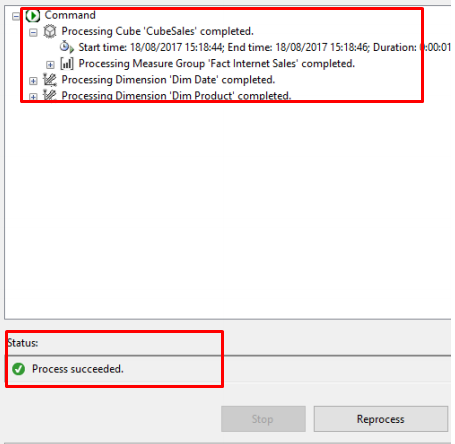 Command
Processing Cube 'CubeSales' completed.
Start time: 18/08/2017 15:18:44; End time: 18/08/2017 15:18:46; Duration: 0:00:01
Processing Measure Group 'Fact Internet Sales' completed.
Processing Dimension 'Dim Date' completed.
Processing Dimension 'Dim Product' completed.
Status:
Process succeeded.
Stop
Reprocess